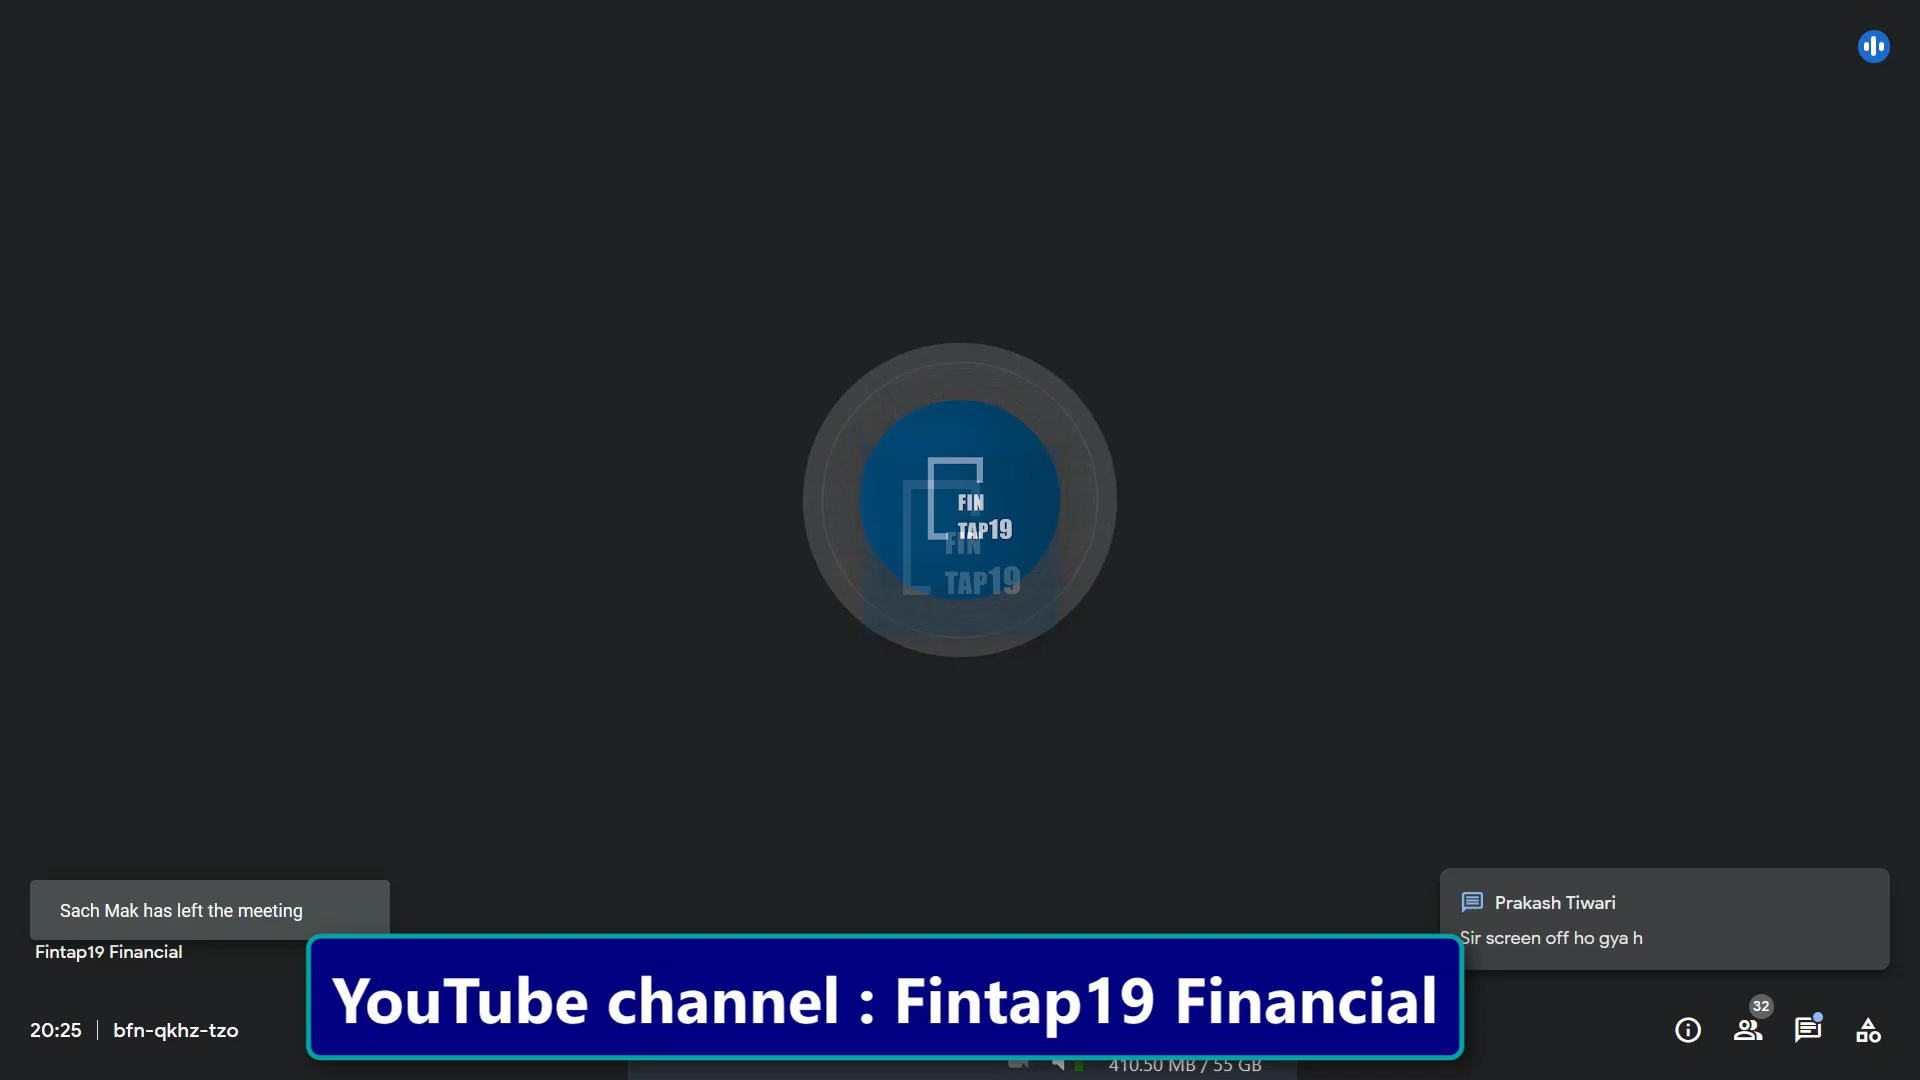 FIN
TAP19
FIN
TAP19
Sach Mak has left the meeting
Fintap19 Financial
Prakash Tiwari
Sir screen off ho gya h
YouTube channel : Fintap19 Financial
20:25
bfn-qkhz-tzo
32
410.50 MB / 55 GB